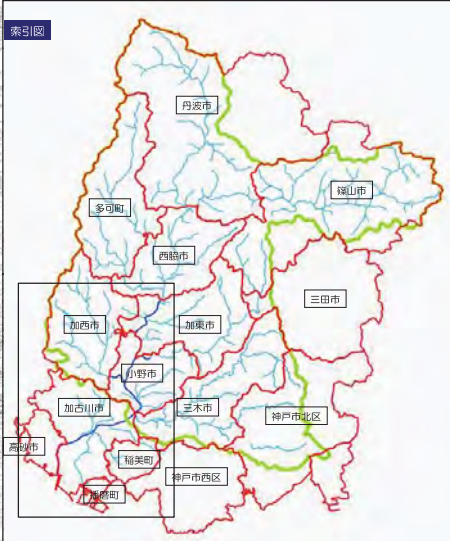 索引図
丹波市
篠山市
多可町
西脇市
三田市
加西市
加東市
小野市
加古川市
三木市
神戸市北区
高砂市
稲美町
神戸市西区
播磨町